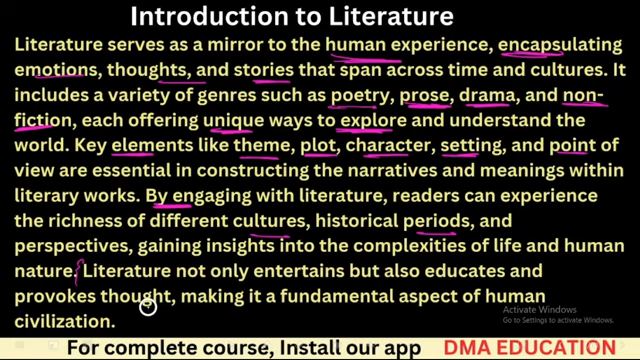 Introduction to Literature
Literature serves as a mirror to the human experience, encapsulating
emotions, thoughts, and stories that span across time and cultures. It
includes a variety of genres such as poetry, prose, drama, and non-
fiction, each offering unique ways to explore and understand the
world. Key elements like theme, plot, character, setting, and point of
view are essential in constructing the narratives and meanings within
literary works. By engaging with literature, readers can experience
the richness of different cultures, historical periods, and
perspectives, gaining insights into the complexities of life and human
nature. Literature not only entertains but also educates and
provokes thought, making it a fundamental aspect of human
civilization.
Activate Windows
Go to Settings to activate Windows.
For complete course, Install our app DMA EDUCATION